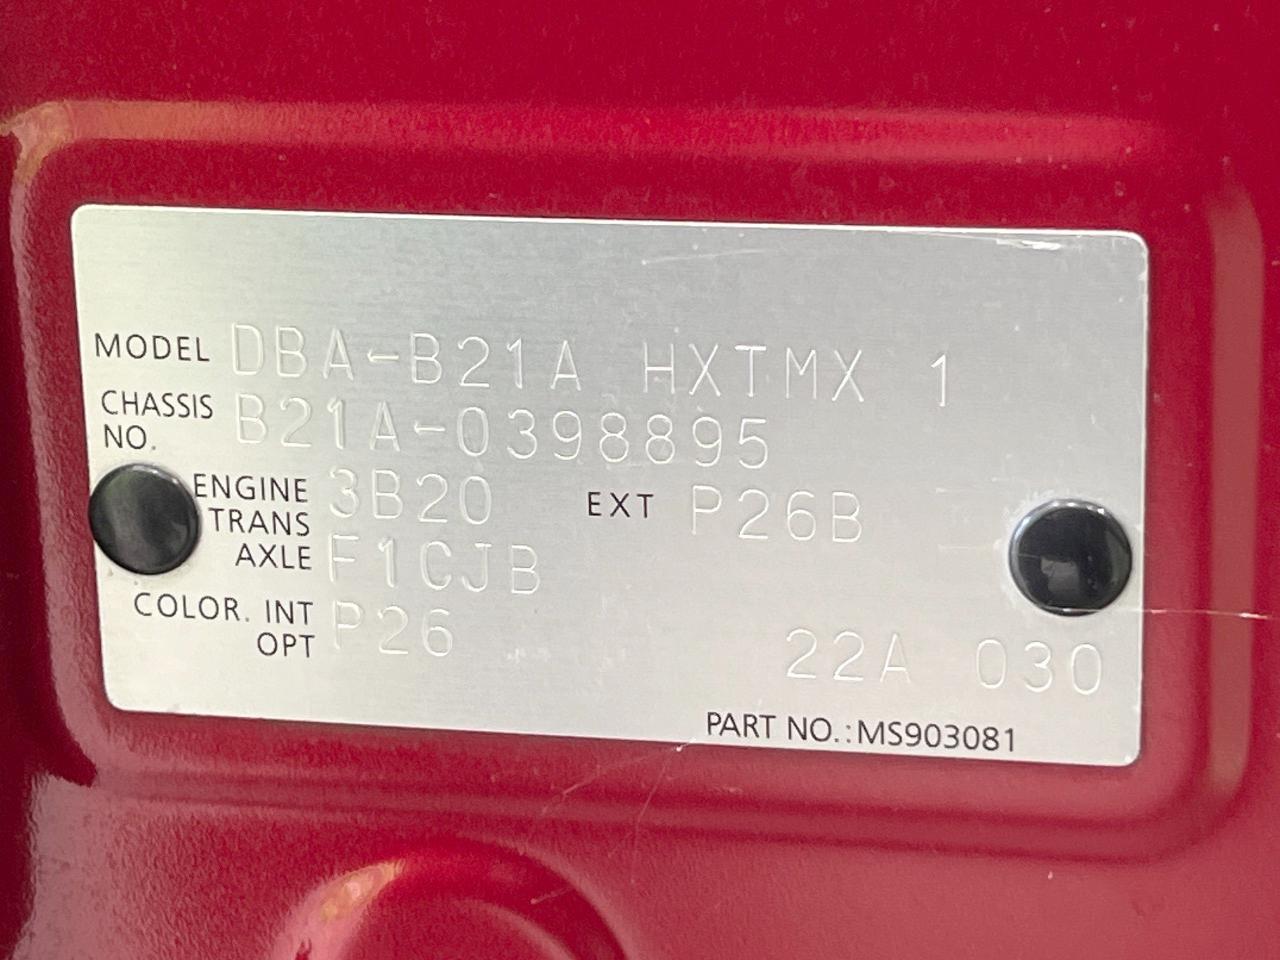 MODEL DBA-B21A HXTMX 1
CHASSIS NO. B21A-0398895
ENGINE 3B20 EXT P26B
TRANS AXLE F1CJB
COLOR. INT OPT P26
22A 030
PART NO.:MS903081